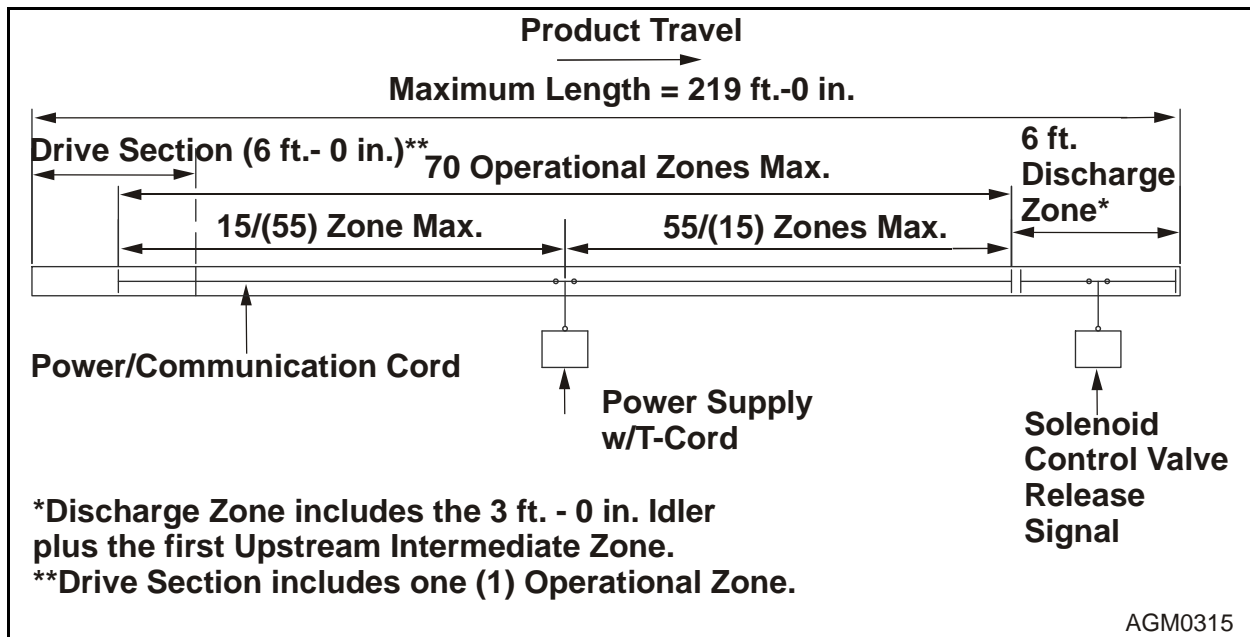 Product Travel
Maximum Length = 219 ft.-0 in.
Drive Section (6 ft.- 0 in.)**
70 Operational Zones Max.
6 ft.
Discharge
Zone*
15/(55) Zone Max.
55/(15) Zones Max.
Power/Communication Cord
Power Supply
w/T-Cord
Solenoid
Control Valve
Release
Signal
*Discharge Zone includes the 3 ft. - 0 in. Idler
plus the first Upstream Intermediate Zone.
**Drive Section includes one (1) Operational Zone.
AGM0315